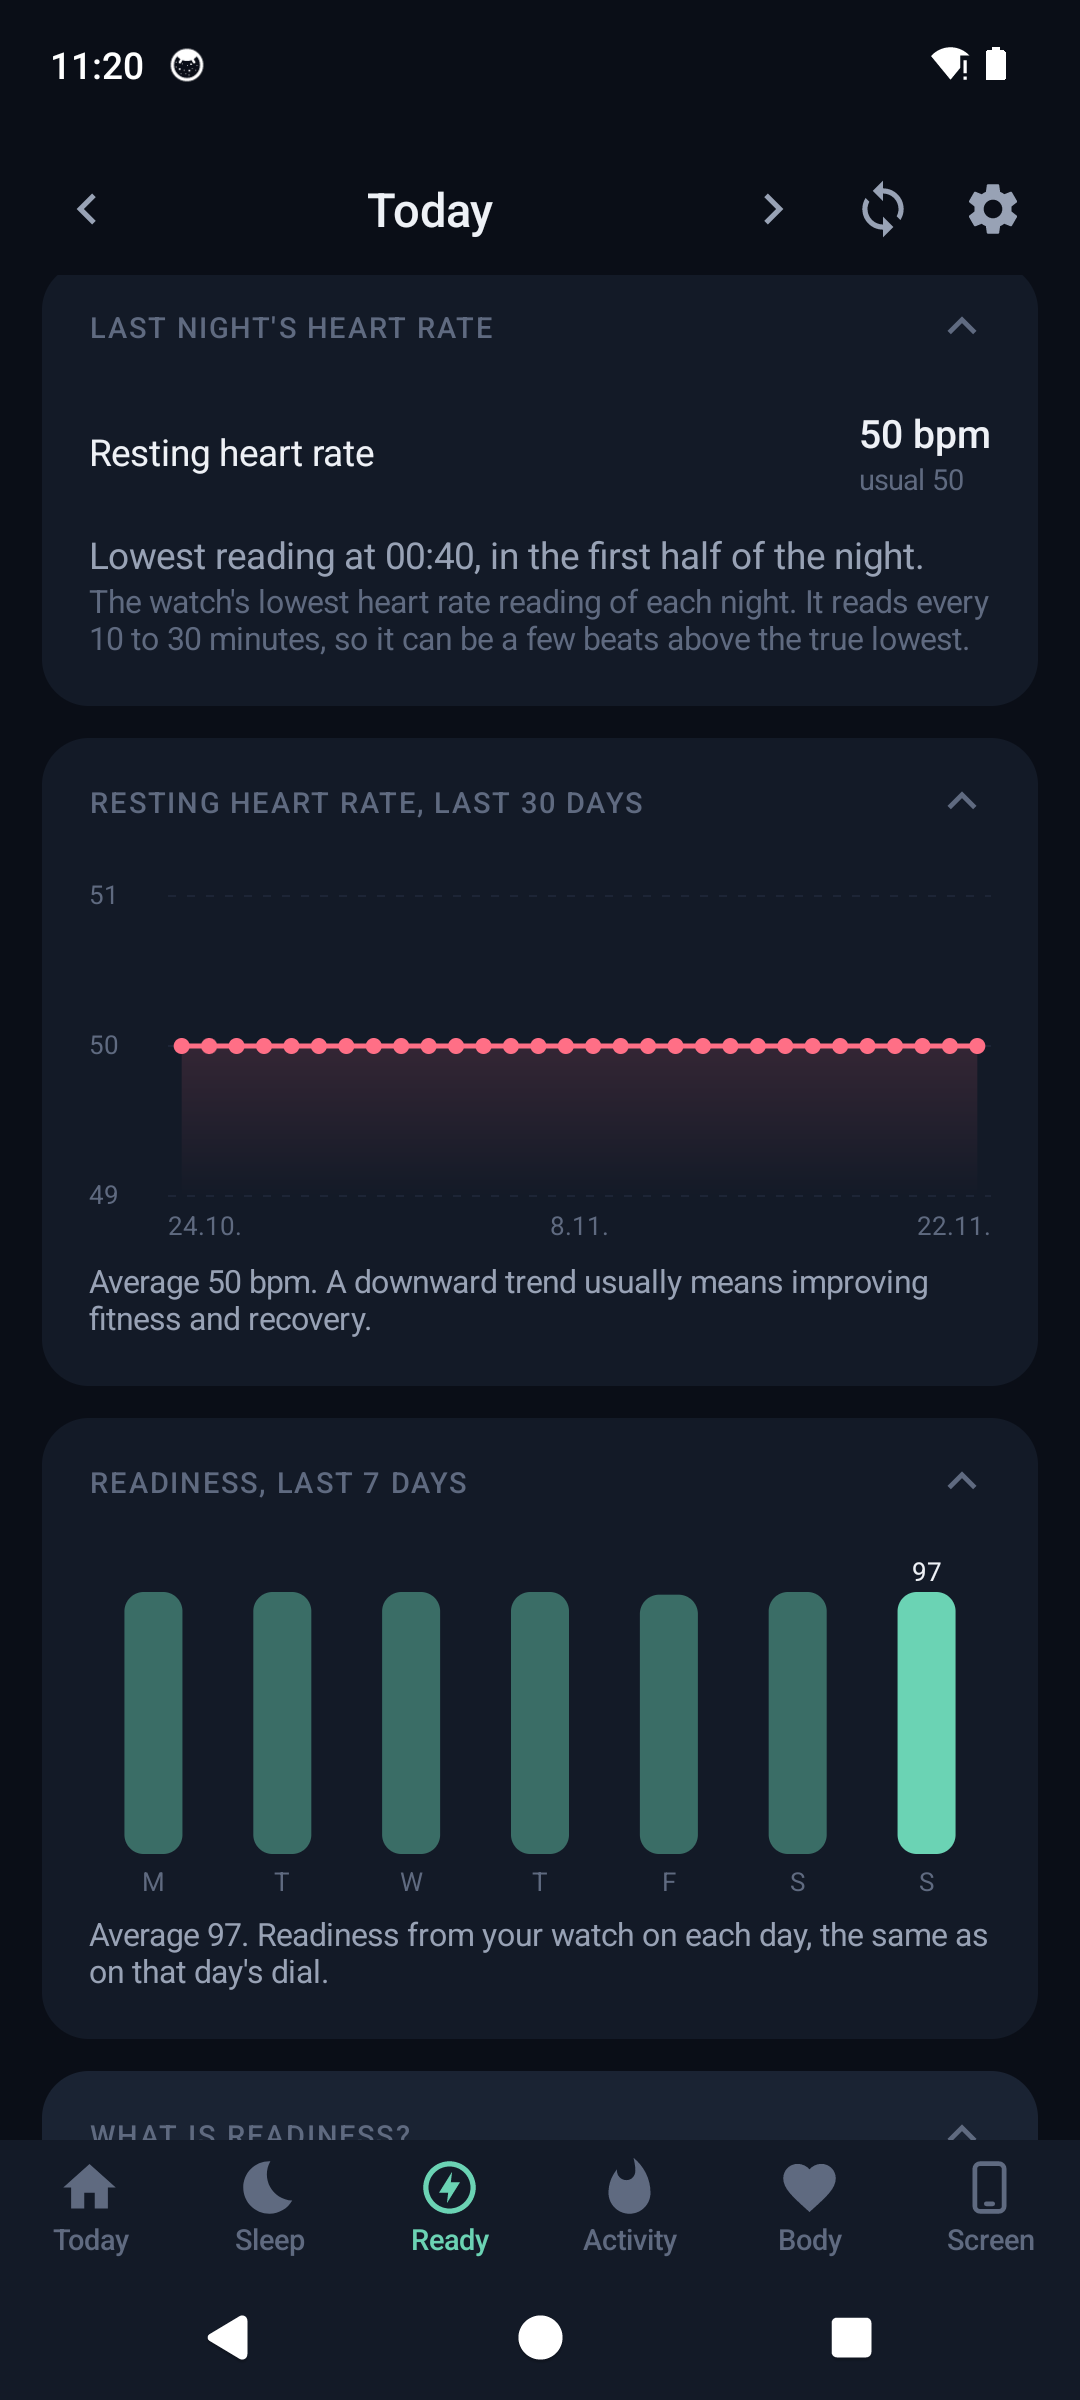 11:20
Today
LAST NIGHT'S HEART RATE
Resting heart rate
50 bpm
usual 50
Lowest reading at 00:40, in the first half of the night.
The watch's lowest heart rate reading of each night. It reads every
10 to 30 minutes, so it can be a few beats above the true lowest.
RESTING HEART RATE, LAST 30 DAYS
51
50
49
24.10.
8.11.
22.11.
Average 50 bpm. A downward trend usually means improving
fitness and recovery.
READINESS, LAST 7 DAYS
97
M T W T F S S
Average 97. Readiness from your watch on each day, the same as
on that day's dial.
WHAT IS READINESS?
Today Sleep Ready Activity Body Screen